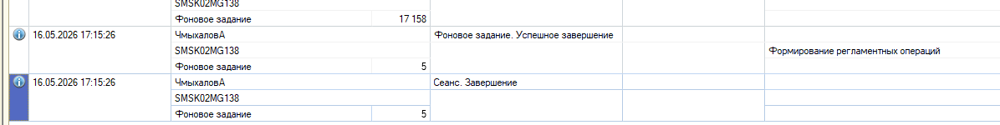 SMSK02MG138
Фоновое задание 17 158
16.05.2026 17:15:26 ЧмыхаловА Фоновое задание. Успешное завершение
SMSK02MG138 Формирование регламентных операций
Фоновое задание 5
16.05.2026 17:15:26 ЧмыхаловА Сеанс. Завершение
SMSK02MG138
Фоновое задание 5